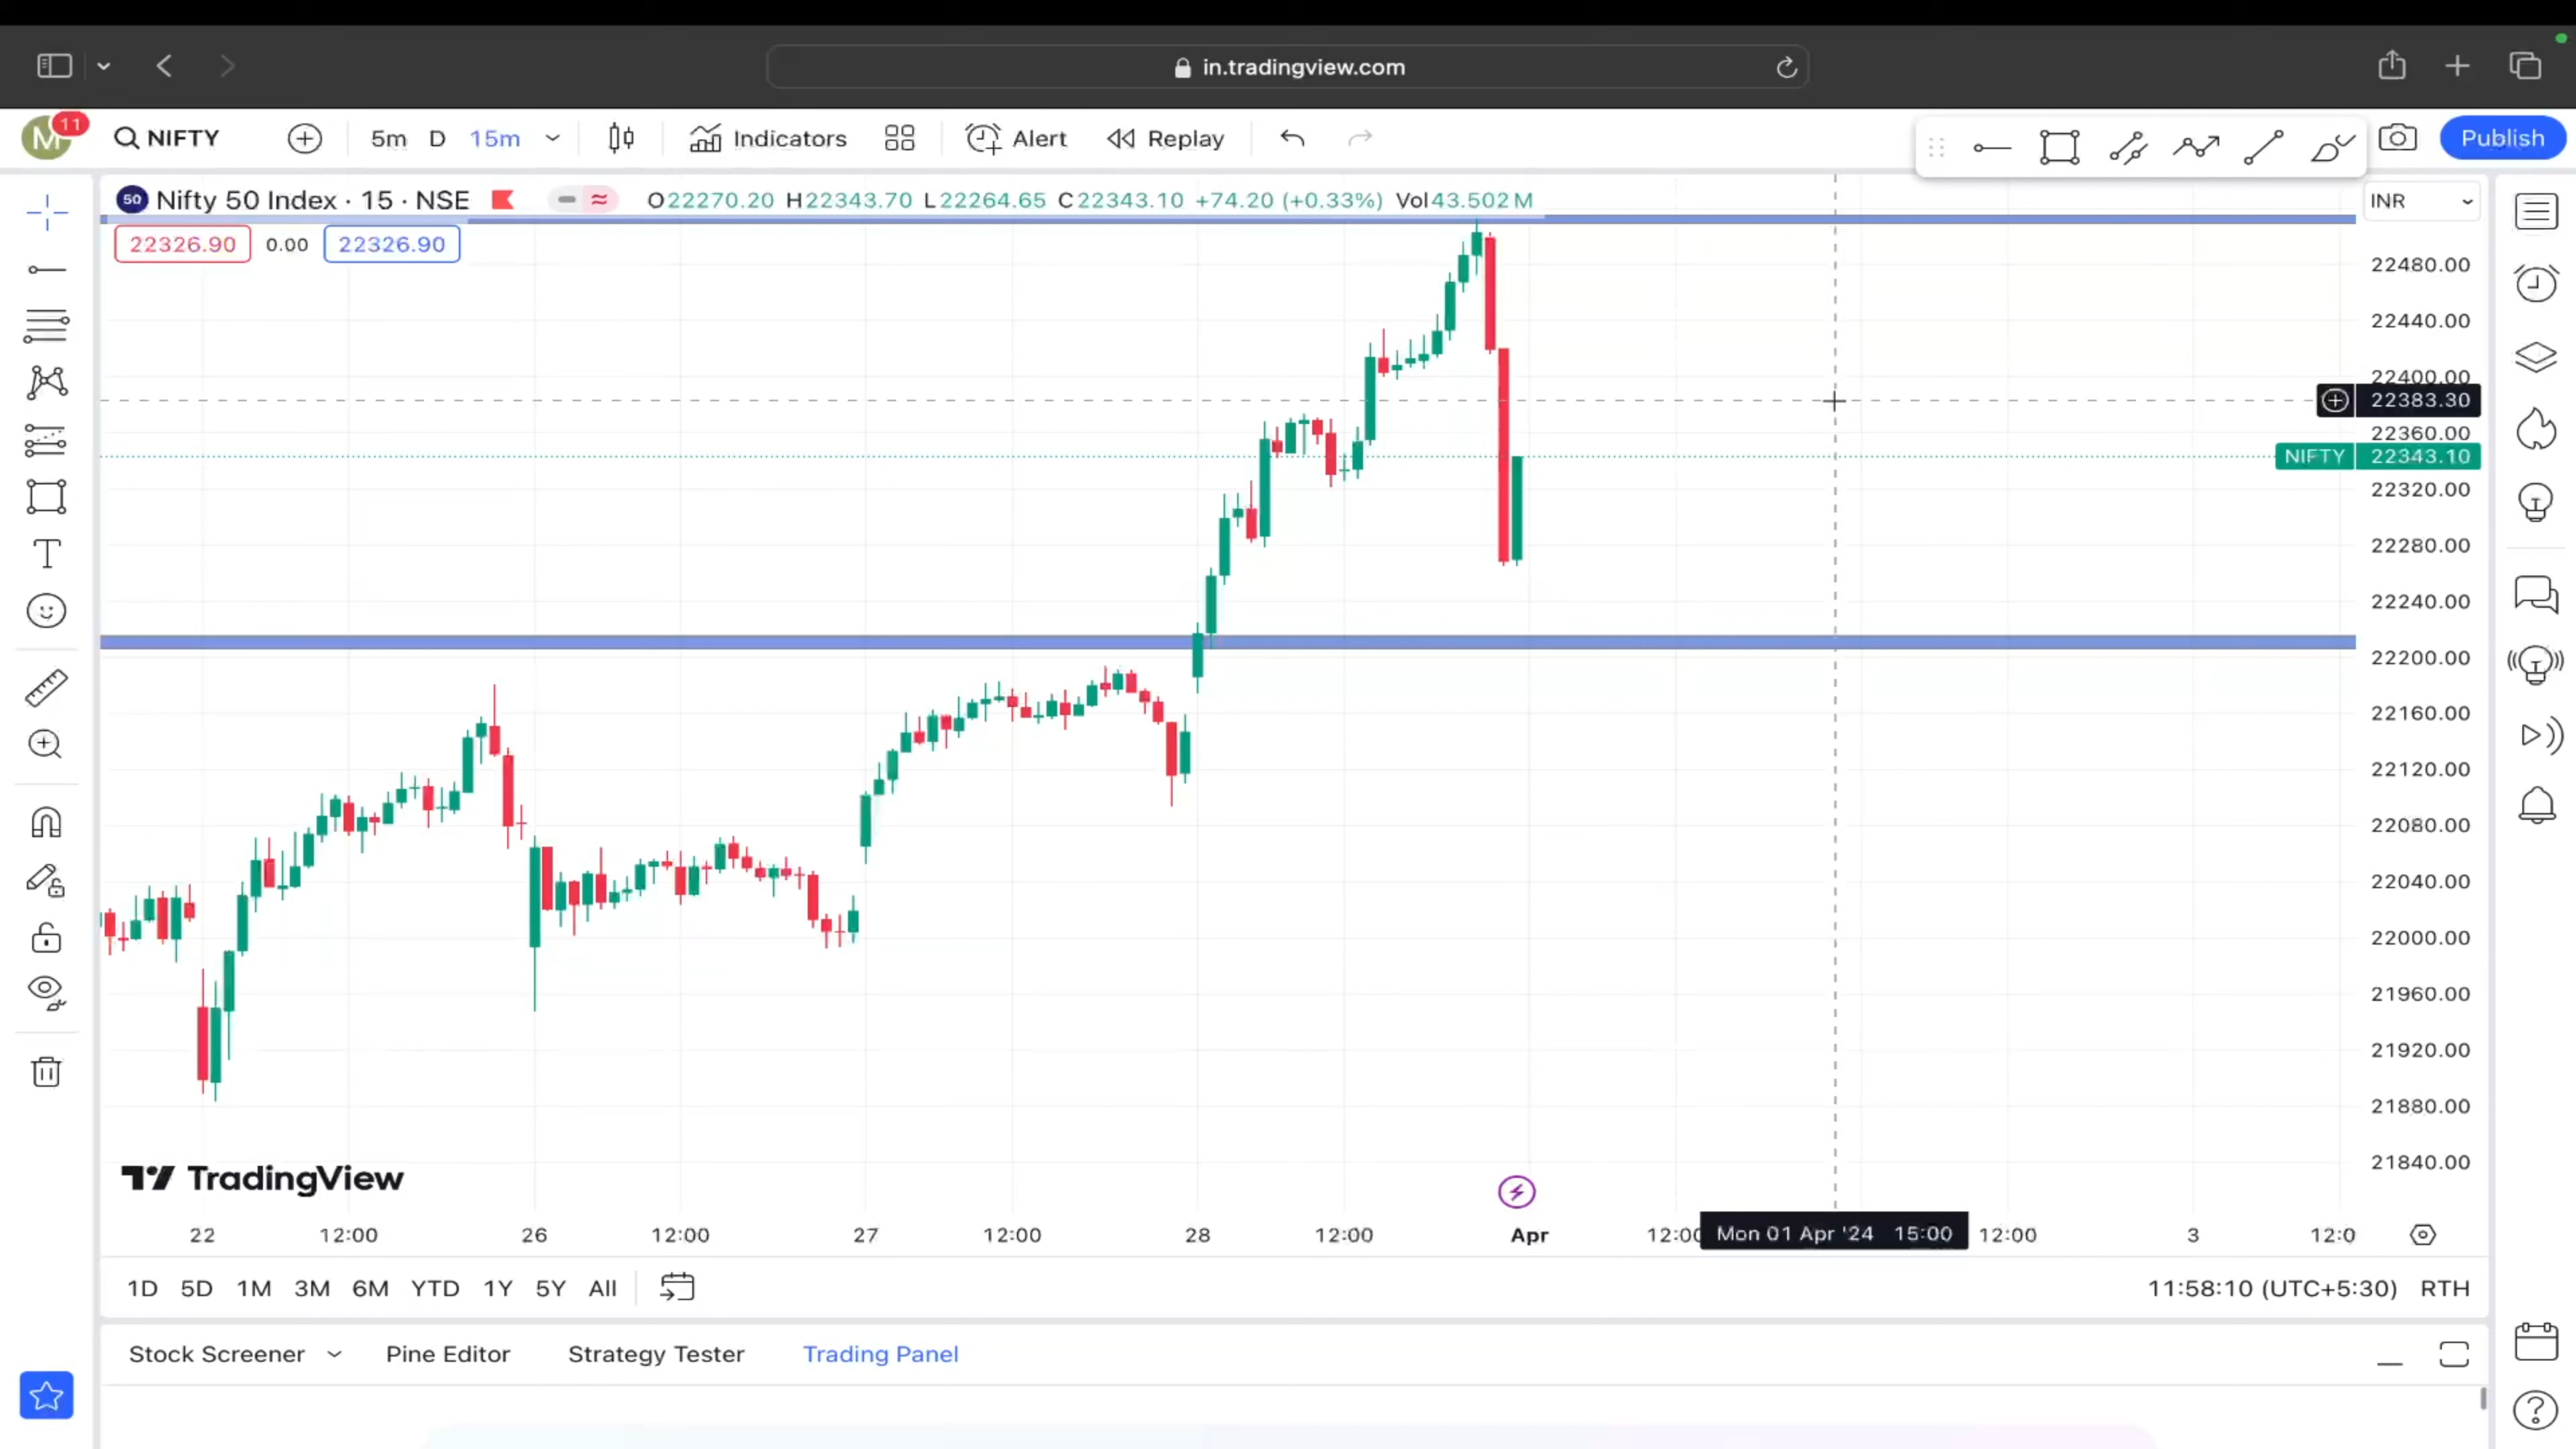 in.tradingview.com
M 11 NIFTY 5m D 15m Indicators Alert Replay Publish
50 Nifty 50 Index · 15 · NSE O22270.20 H22343.70 L22264.65 C22343.10 +74.20 (+0.33%) Vol43.502 M INR
22326.90 0.00 22326.90
22480.00
22440.00
22400.00
22383.30
22360.00
NIFTY 22343.10
22320.00
22280.00
22240.00
22200.00
22160.00
22120.00
22080.00
22040.00
22000.00
21960.00
21920.00
21880.00
21840.00
TradingView
22 12:00 26 12:00 27 12:00 28 12:00 Apr 12:00 Mon 01 Apr '24 15:00 12:00 3 12:0
1D 5D 1M 3M 6M YTD 1Y 5Y All 11:58:10 (UTC+5:30) RTH
Stock Screener Pine Editor Strategy Tester Trading Panel